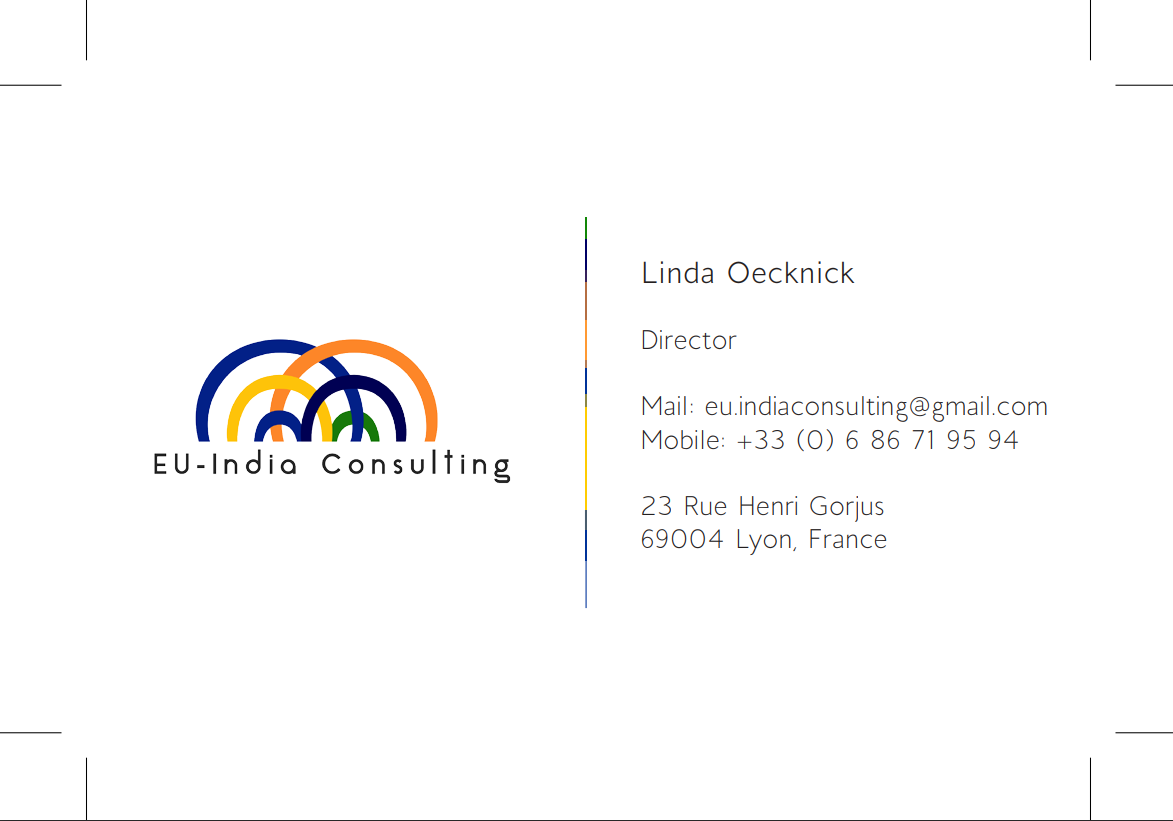 EU-India Consulting
Linda Oecknick
Director
Mail: eu.indiaconsulting@gmail.com
Mobile: +33 (0) 6 86 71 95 94
23 Rue Henri Gorjus
69004 Lyon, France